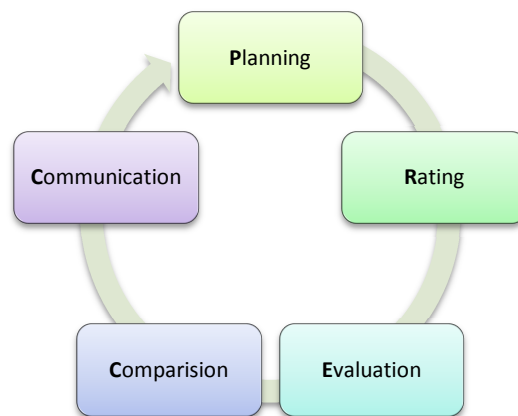 Planning
Rating
Evaluation
Comparision
Communication